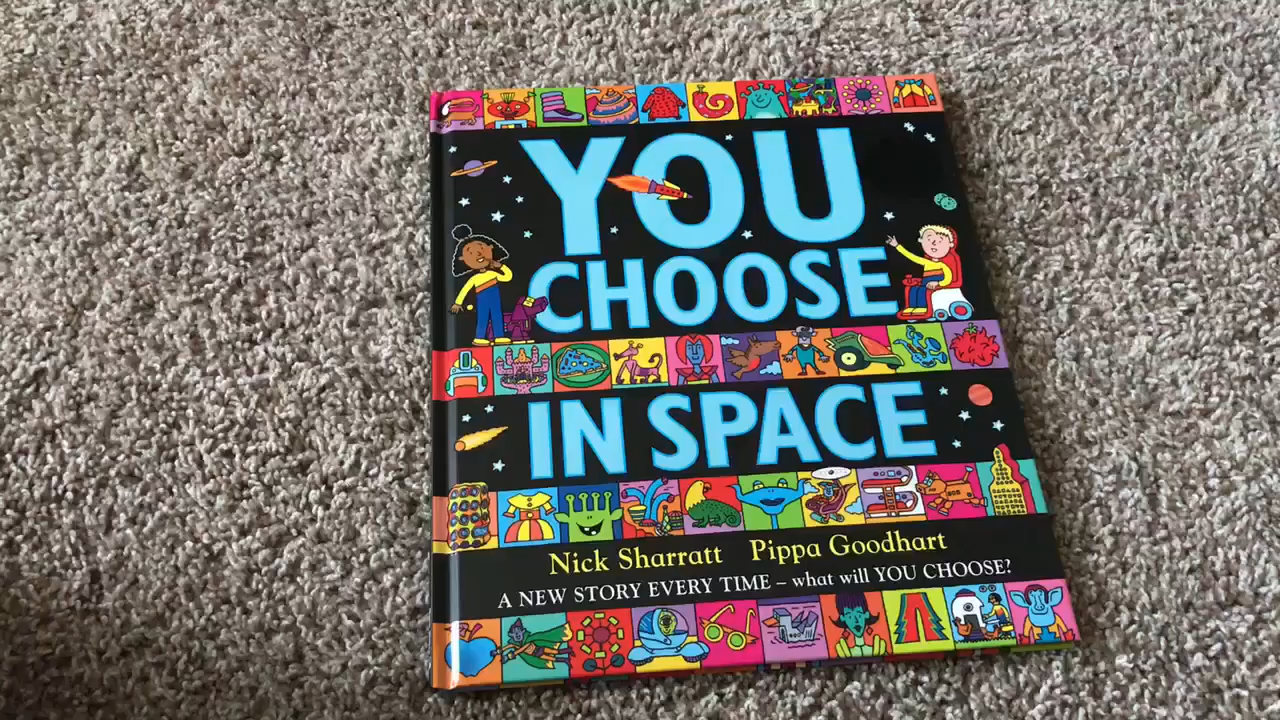 YOU
CHOOSE
IN SPACE
Nick Sharratt Pippa Goodhart
A NEW STORY EVERY TIME – what will YOU CHOOSE?